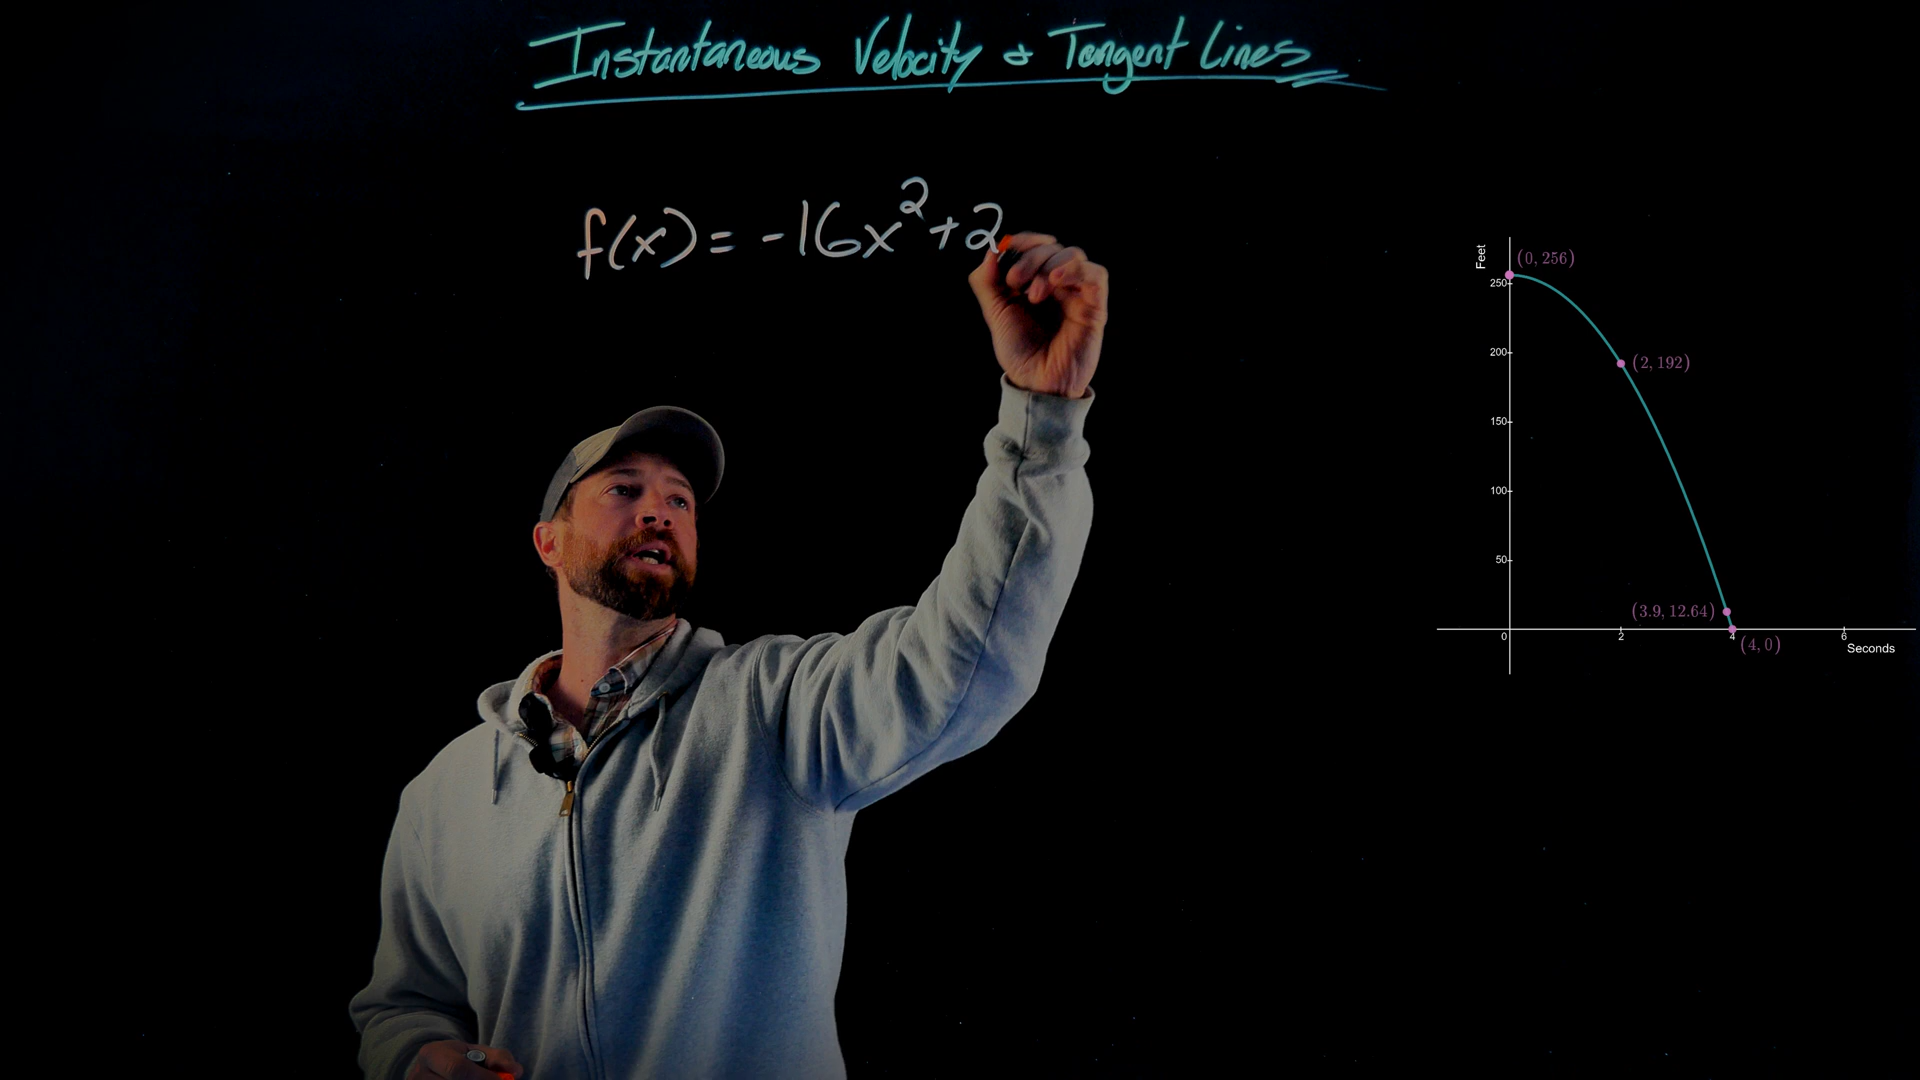 Instantaneous Velocity & Tangent Lines
f(x) = -16x²+2
Feet
(0, 256)
250
200
(2, 192)
150
100
50
(3.9, 12.64)
0 2 4 6
(4, 0)
Seconds